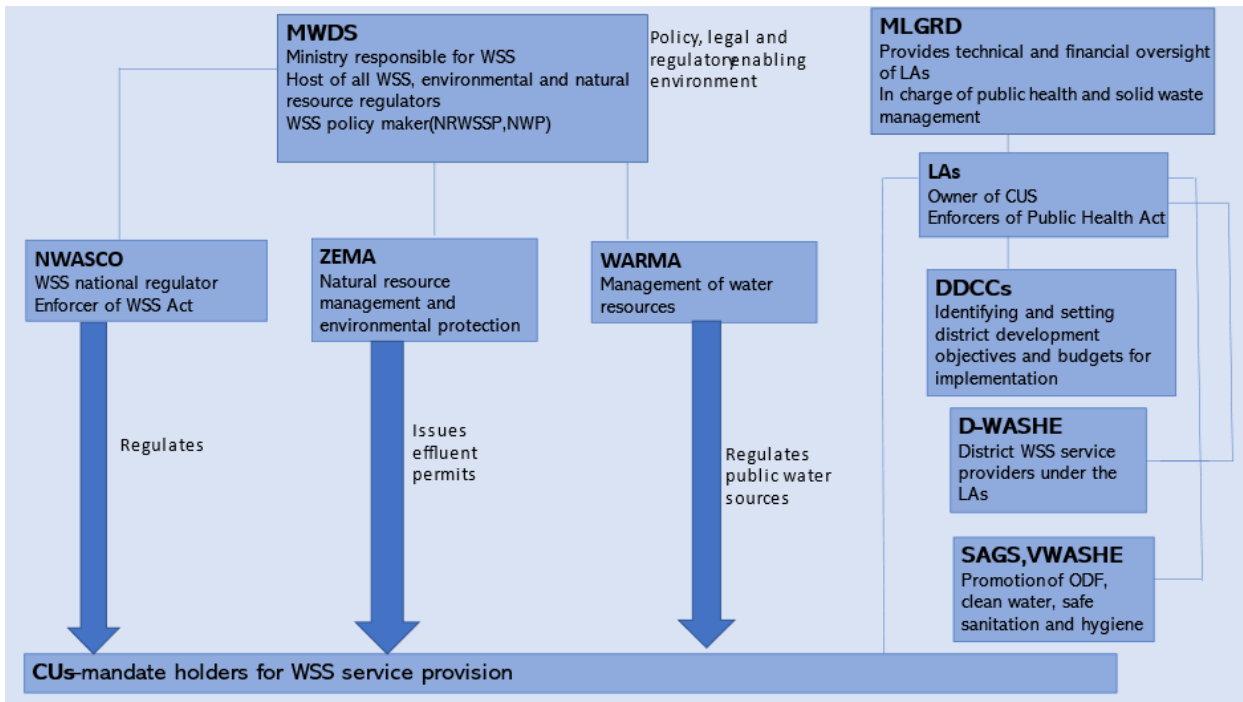 MWDS
Ministry responsible for WSS
Host of all WSS, environmental and natural
resource regulators
WSS policy maker(NRWSSP,NWP)
Policy, legal and
regulatory enabling
environment
MLGRD
Provides technical and financial oversight
of LAs
In charge of public health and solid waste
management
LAs
Owner of CUS
Enforcers of Public Health Act
NWASCO
WSS national regulator
Enforcer of WSS Act
ZEMA
Natural resource
management and
environmental protection
WARMA
Management of water
resources
DDCCs
Identifying and setting
district development
objectives and budgets for
implementation
D-WASHE
District WSS service
providers under the
LAs
SAGS,VWASHE
Promotion of ODF,
clean water, safe
sanitation and hygiene
Regulates
Issues
effluent
permits
Regulates
public water
sources
CUs-mandate holders for WSS service provision